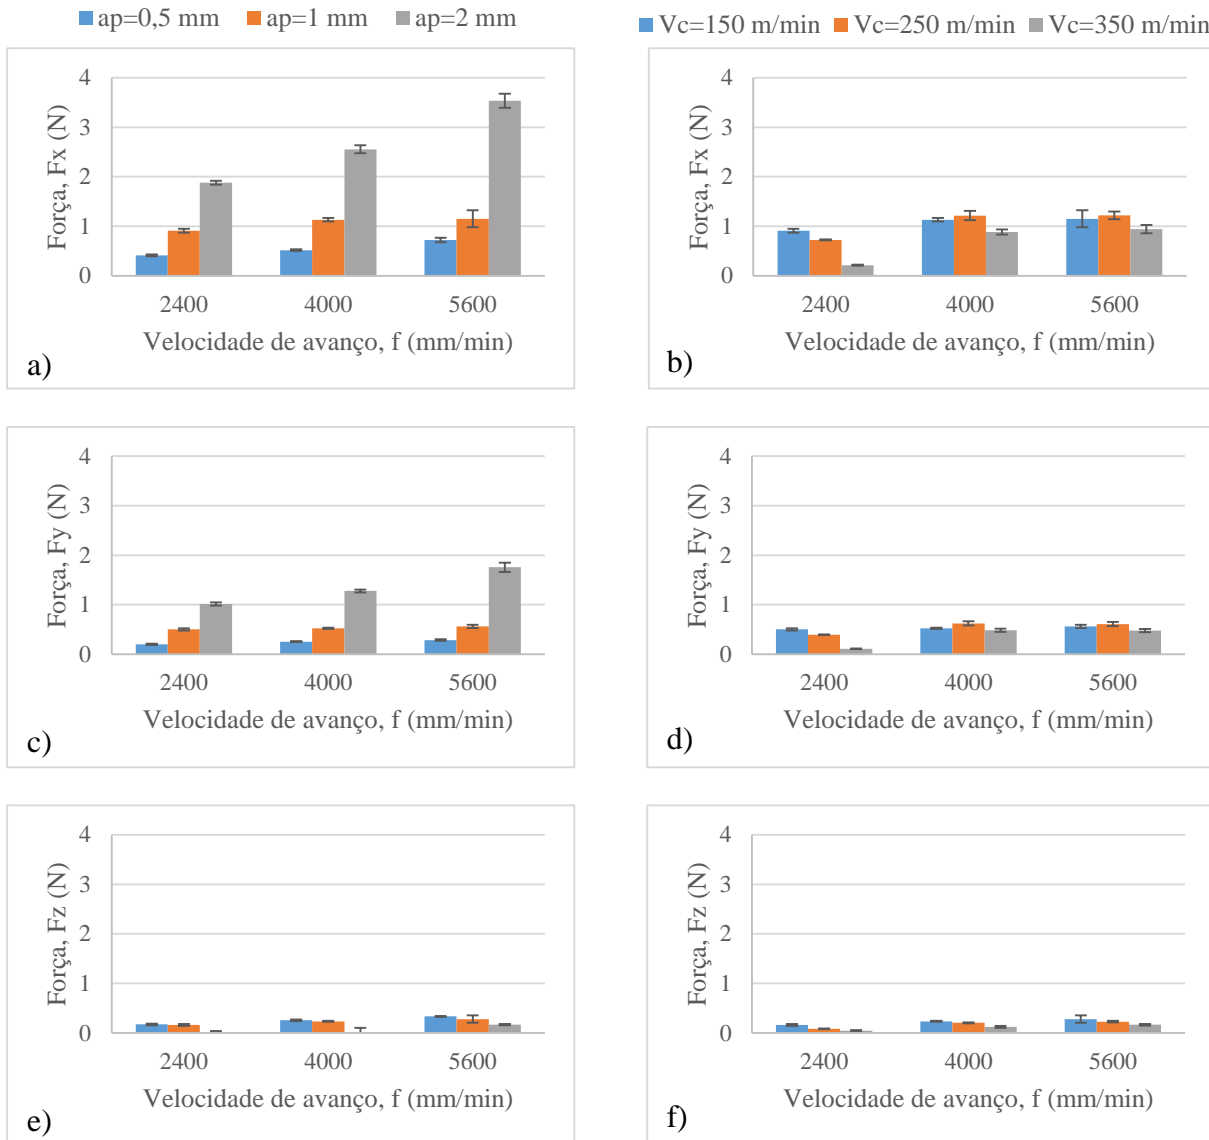 ap=0,5 mm ap=1 mm ap=2 mm
Vc=150 m/min Vc=250 m/min Vc=350 m/min
Força, Fx (N)
4
3
2
1
0
2400 4000 5600
Velocidade de avanço, f (mm/min)
a)
Força, Fx (N)
4
3
2
1
0
2400 4000 5600
Velocidade de avanço, f (mm/min)
b)
Força, Fy (N)
4
3
2
1
0
2400 4000 5600
Velocidade de avanço, f (mm/min)
c)
Força, Fy (N)
4
3
2
1
0
2400 4000 5600
Velocidade de avanço, f (mm/min)
d)
Força, Fz (N)
4
3
2
1
0
2400 4000 5600
Velocidade de avanço, f (mm/min)
e)
Força, Fz (N)
4
3
2
1
0
2400 4000 5600
Velocidade de avanço, f (mm/min)
f)